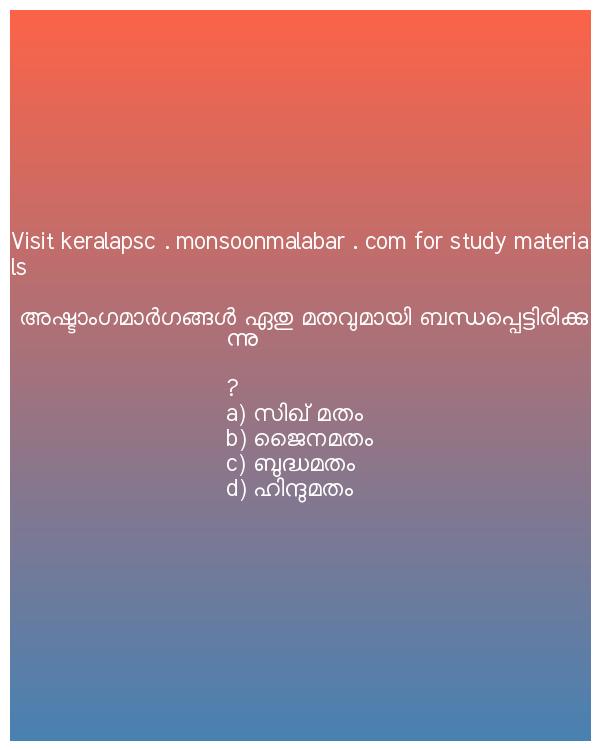 Visit keralapsc . monsoonmalabar . com for study materia
ls
അഷ്ടാംഗമാർഗങ്ങൾ ഏതു മതവുമായി ബന്ധപ്പെട്ടിരിക്കു
ന്നു
?
a) സിഖ് മതം
b) ജൈനമതം
c) ബുദ്ധമതം
d) ഹിന്ദുമതം